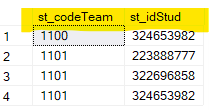 st_codeTeam st_idStud
1 1100 324653982
2 1101 223888777
3 1101 322696858
4 1101 324653982